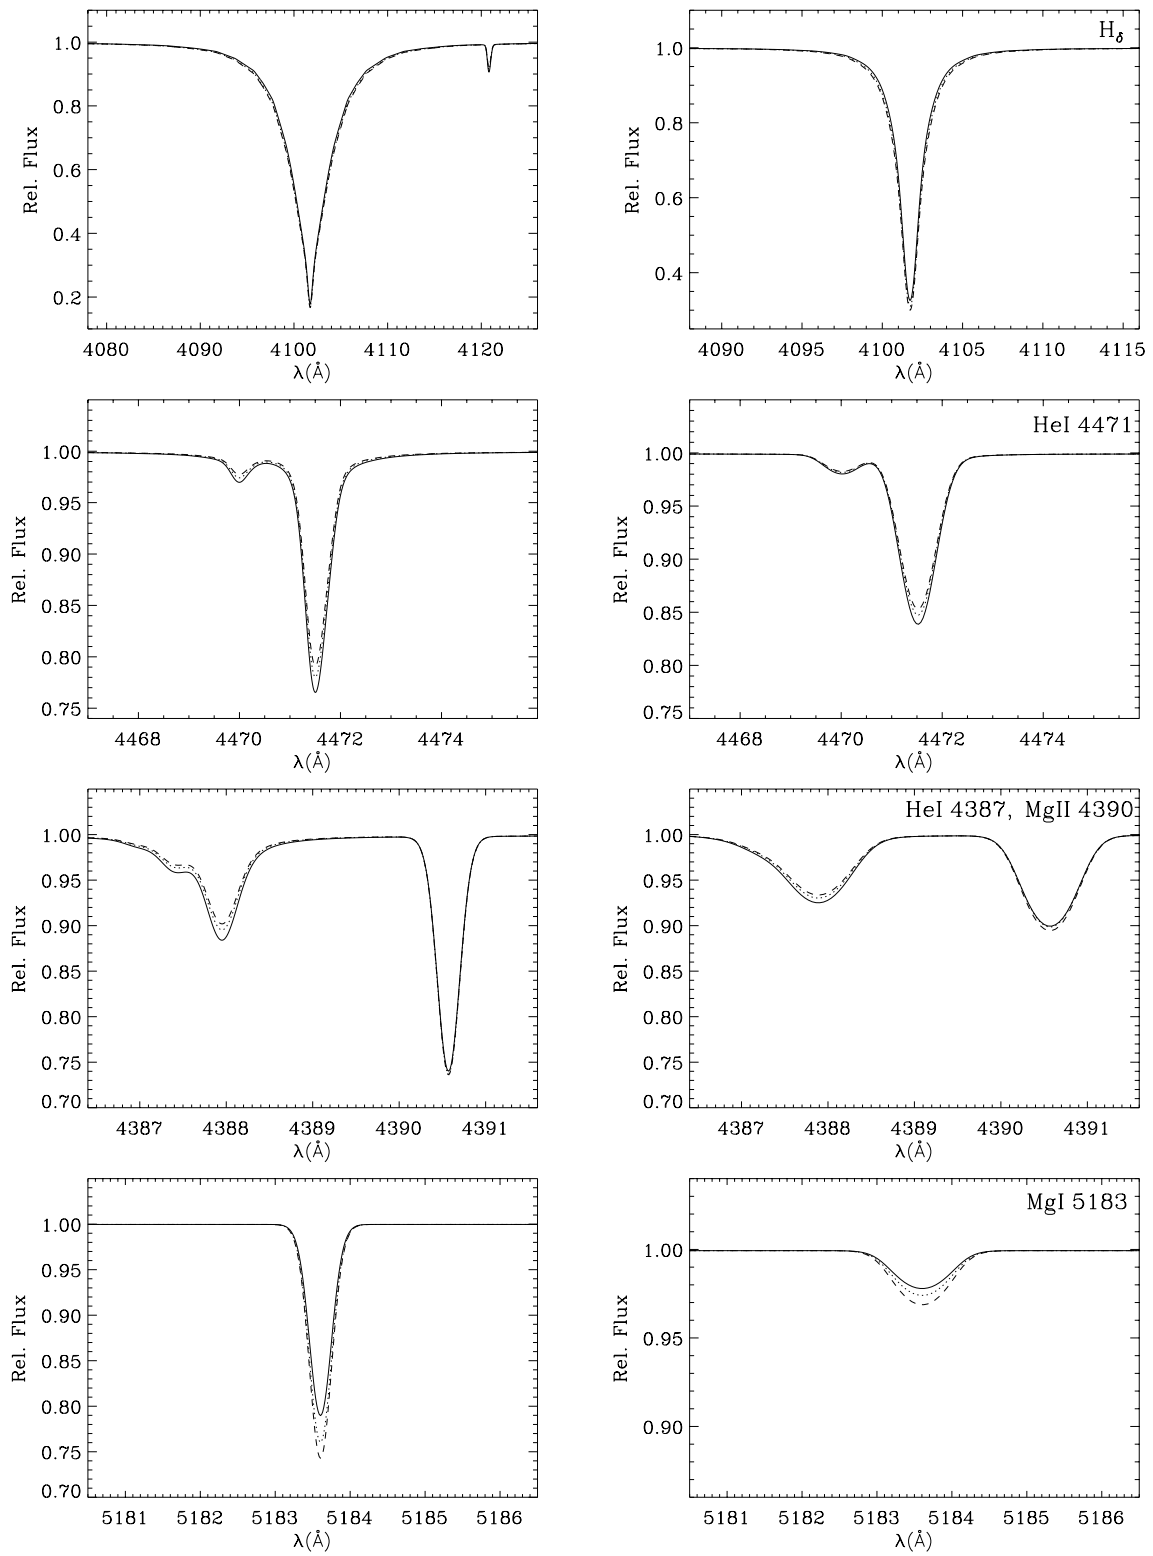 1.0
0.8
0.6
0.4
0.2
Rel. Flux
4080 4090 4100 4110 4120
λ(Å)
Hδ
1.0
0.8
0.6
0.4
Rel. Flux
4090 4095 4100 4105 4110 4115
λ(Å)
1.00
0.95
0.90
0.85
0.80
0.75
Rel. Flux
4468 4470 4472 4474
λ(Å)
HeI 4471
1.00
0.95
0.90
0.85
0.80
0.75
Rel. Flux
4468 4470 4472 4474
λ(Å)
1.00
0.95
0.90
0.85
0.80
0.75
0.70
Rel. Flux
4387 4388 4389 4390 4391
λ(Å)
HeI 4387, MgII 4390
1.00
0.95
0.90
0.85
0.80
0.75
0.70
Rel. Flux
4387 4388 4389 4390 4391
λ(Å)
1.00
0.95
0.90
0.85
0.80
0.75
0.70
Rel. Flux
5181 5182 5183 5184 5185 5186
λ(Å)
MgI 5183
1.00
0.95
0.90
Rel. Flux
5181 5182 5183 5184 5185 5186
λ(Å)